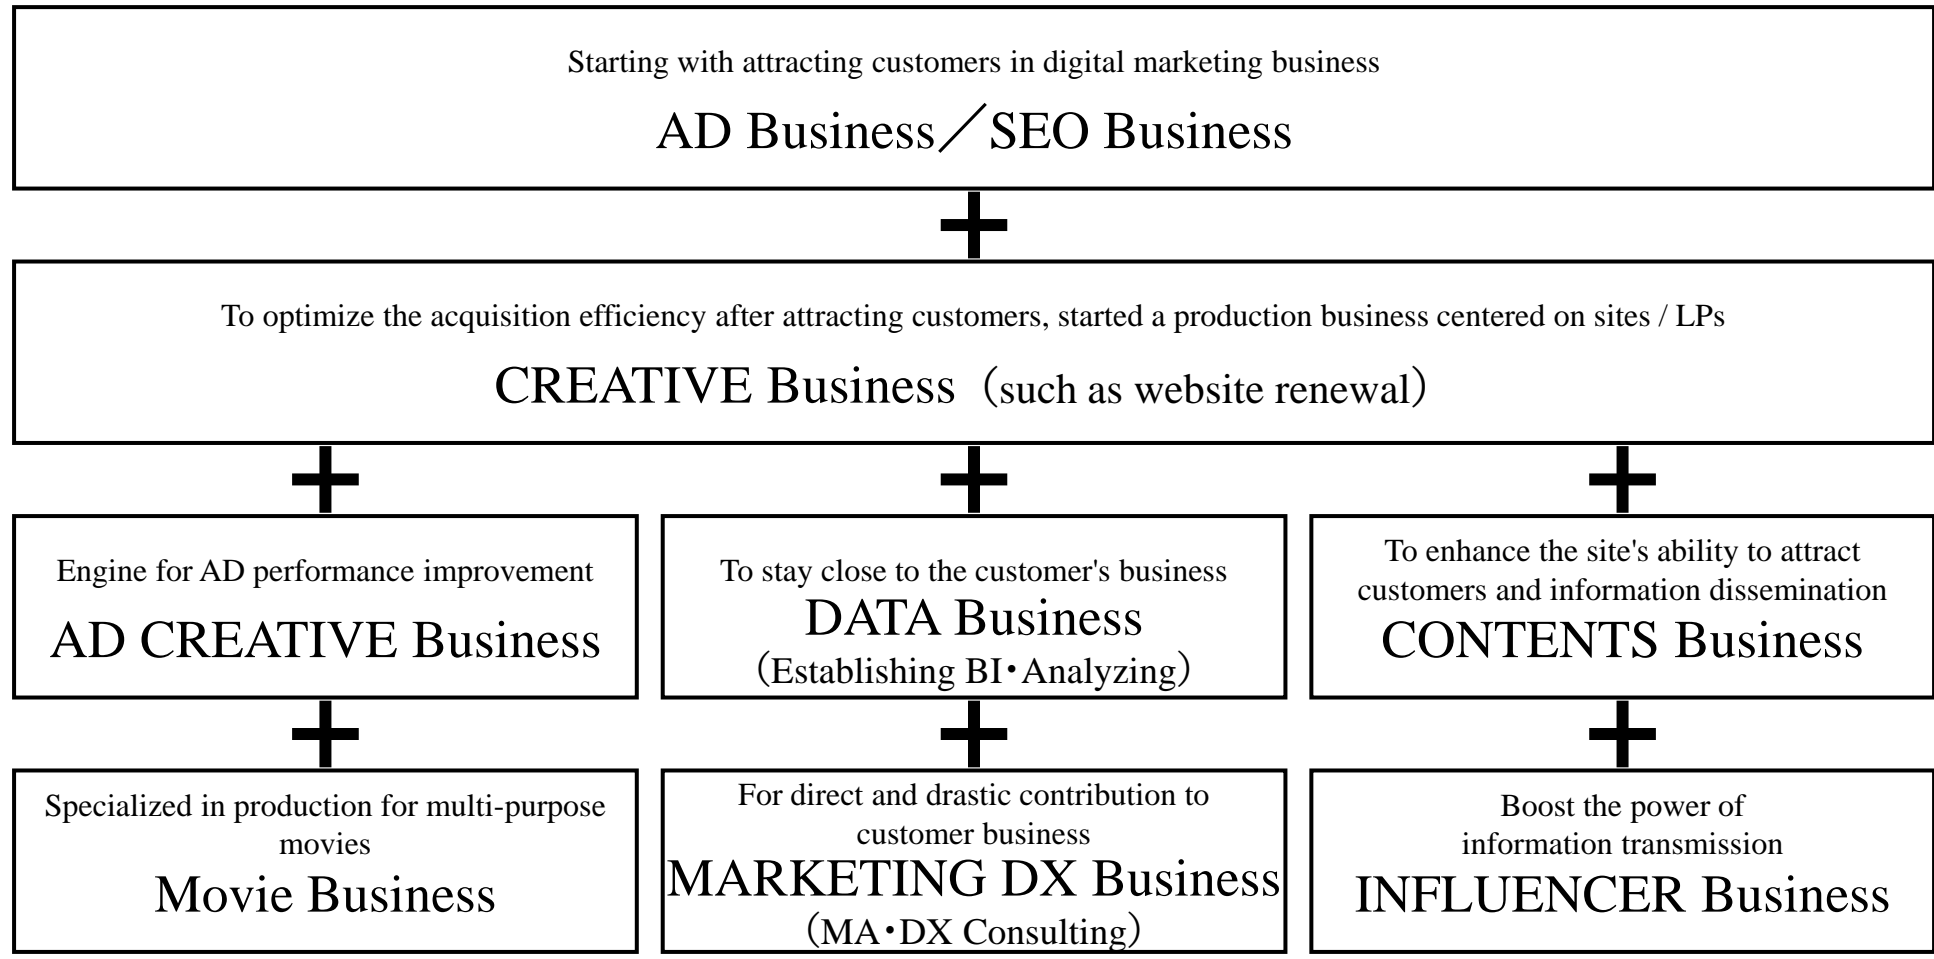 Starting with attracting customers in digital marketing business
AD Business／SEO Business
To optimize the acquisition efficiency after attracting customers, started a production business centered on sites / LPs
CREATIVE Business（such as website renewal）
Engine for AD performance improvement
AD CREATIVE Business
To stay close to the customer's business
DATA Business
（Establishing BI・Analyzing）
To enhance the site's ability to attract
customers and information dissemination
CONTENTS Business
Specialized in production for multi-purpose
movies
Movie Business
For direct and drastic contribution to
customer business
MARKETING DX Business
（MA・DX Consulting）
Boost the power of
information transmission
INFLUENCER Business